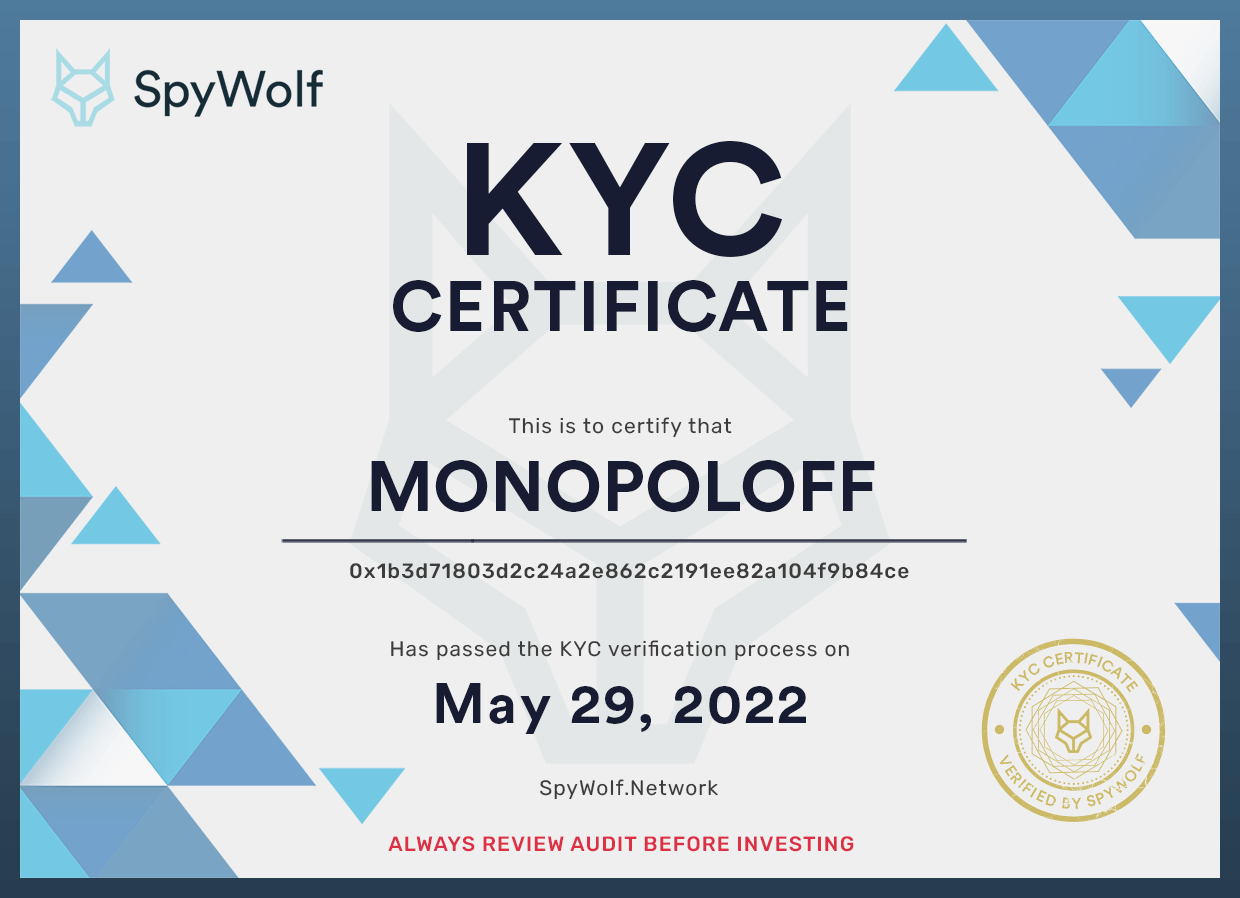 SpyWolf
KYC
CERTIFICATE
This is to certify that
MONOPOLOFF
0x1b3d71803d2c24a2e862c2191ee82a104f9b84ce
Has passed the KYC verification process on
May 29, 2022
KYC CERTIFICATE
VERIFIED BY SPYWOLF
SpyWolf.Network
ALWAYS REVIEW AUDIT BEFORE INVESTING